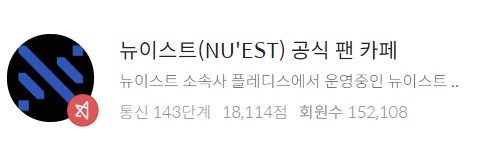 뉴이스트(NU'EST) 공식 팬 카페
뉴이스트 소속사 플레디스에서 운영중인 뉴이스트 ..
통신 143단계 18,114점 회원수 152,108